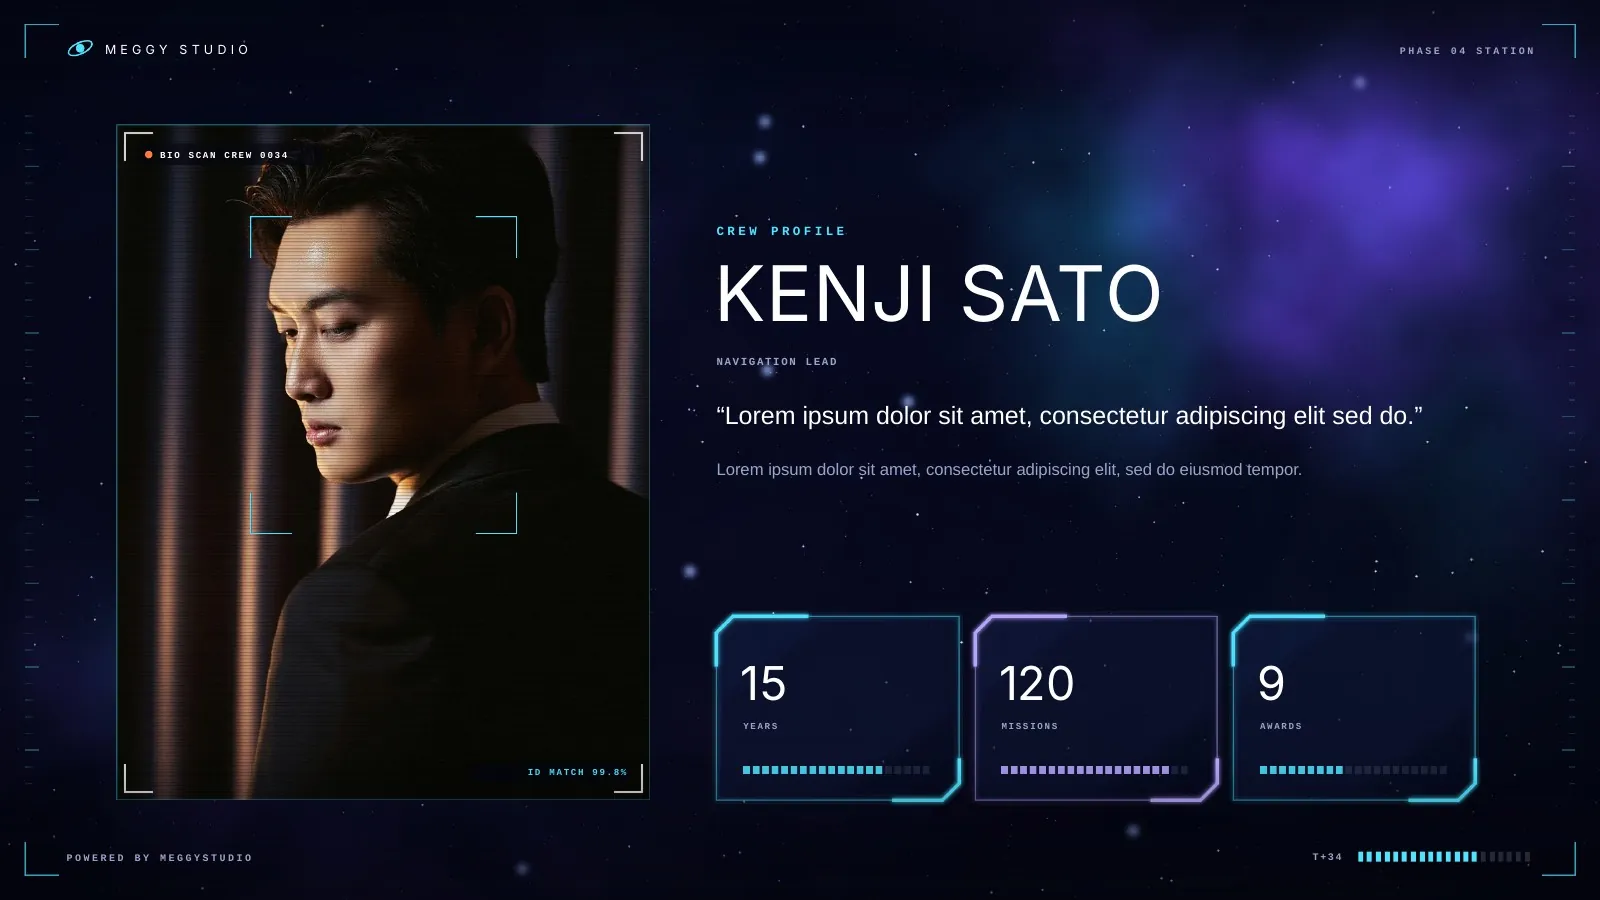 MEGGY STUDIO
PHASE 04 STATION
BIO SCAN CREW 0034
CREW PROFILE
KENJI SATO
NAVIGATION LEAD
“Lorem ipsum dolor sit amet, consectetur adipiscing elit sed do.”
Lorem ipsum dolor sit amet, consectetur adipiscing elit, sed do eiusmod tempor.
15
YEARS
120
MISSIONS
9
AWARDS
ID MATCH 99.8%
POWERED BY MEGGYSTUDIO
T+34